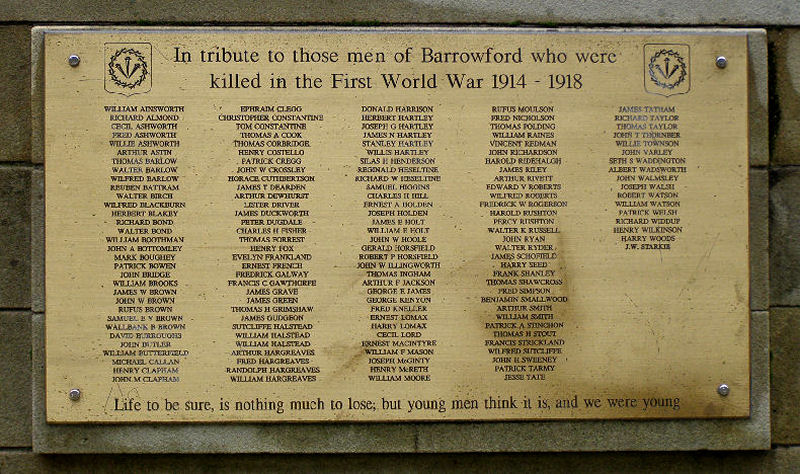 In tribute to those men of Barrowford who were
killed in the First World War 1914 - 1918
WILLIAM AINSWORTH
RICHARD ALMOND
CECIL ASHWORTH
FRED ASHWORTH
WILLIE ASHWORTH
ARTHUR ASTIN
THOMAS BARLOW
WALTER BARLOW
WILFRED BARLOW
REUBEN BATTRAM
WALTER BIRCH
WILFRED BLACKBURN
HERBERT BLAKEY
RICHARD BOND
WALTER BOND
WILLIAM BOOTHMAN
JOHN A BOTTOMLEY
MARK BOUGHEY
PATRICK BOWEN
JOHN BRIDGE
WILLIAM BROOKS
JAMES W BROWN
JOHN W BROWN
RUFUS BROWN
SAMUEL E V BROWN
WALLBANK B BROWN
DAVID BURROUGHS
JOHN BUTLER
WILLIAM BUTTERFIELD
MICHAEL CALLAN
HENRY CLAPHAM
JOHN M CLAPHAM
EPHRAIM CLEGG
CHRISTOPHER CONSTANTINE
TOM CONSTANTINE
THOMAS A COOK
THOMAS CORBRIDGE
HENRY COSTELLO
PATRICK CREGG
JOHN W CROSSLEY
HORACE CUTHBERTSON
JAMES T DEARDEN
ARTHUR DEWHURST
LISTER DRIVER
JAMES DUCKWORTH
PETER DUGDALE
CHARLES H FISHER
THOMAS FORREST
HENRY FOX
EVELYN FRANKLAND
ERNEST FRENCH
FREDRICK GALWAY
FRANCIS C GAWTHORPE
JAMES GRAVE
JAMES GREEN
THOMAS H GRIMSHAW
JAMES GUDGEON
SUTCLIFFE HALSTEAD
WILLIAM HALSTEAD
WILLIAM HALSTEAD
ARTHUR HARGREAVES
FRED HARGREAVES
RANDOLPH HARGREAVES
WILLIAM HARGREAVES
DONALD HARRISON
HERBERT HARTLEY
JOSEPH G HARTLEY
JAMES N HARTLEY
STANLEY HARTLEY
WILLIS HARTLEY
SILAS H HENDERSON
REGINALD HESELTINE
RICHARD W HESELTINE
SAMUEL HIGGINS
CHARLES H HILL
ERNEST A HOLDEN
JOSEPH HOLDEN
JAMES E HOLT
WILLIAM E HOLT
JOHN W HOOLE
GERALD HORSFIELD
ROBERT P HORSFIELD
JOHN W ILLINGWORTH
THOMAS INGHAM
ARTHUR F JACKSON
GEORGE E JAMES
GEORGE KENYON
FRED KNELLER
ERNEST LOMAX
HARRY LOMAX
CECIL LORD
ERNEST MACINTYRE
WILLIAM F MASON
JOSEPH McGINTY
HENRY McRETH
WILLIAM MOORE
RUFUS MOULSON
FRED NICHOLSON
THOMAS POLDING
WILLIAM RAINES
VINCENT REDMAN
JOHN RICHARDSON
HAROLD RIDEHALGH
JAMES RILEY
ARTHUR RIVETT
EDWARD V ROBERTS
WILFRED ROBERTS
FREDRICK W ROGERSON
HAROLD RUSHTON
PERCY RUSHTON
WALTER K RUSSELL
JOHN RYAN
WALTER RYDER
JAMES SCHOFIELD
HARRY SEED
FRANK SHANLEY
THOMAS SHAWCROSS
FRED SIMPSON
BENJAMIN SMALLWOOD
ARTHUR SMITH
WILLIAM SMITH
PATRICK A STINCHON
THOMAS H STOUT
FRANCIS STRICKLAND
WILFRED SUTCLIFFE
JOHN H SWEENEY
PATRICK TARMY
JESSE TATE
JAMES TATHAM
RICHARD TAYLOR
THOMAS TAYLOR
JOHN T THORNBER
WILLIE TOWNSON
JOHN VARLEY
SETH S WADDINGTON
ALBERT WADSWORTH
JOHN WALMSLEY
JOSEPH WALSH
ROBERT WATSON
WILLIAM WATSON
PATRICK WELSH
RICHARD WIDDUP
HENRY WILKINSON
HARRY WOODS
J.W. STARKIE
Life to be sure, is nothing much to lose; but young men think it is, and we were young